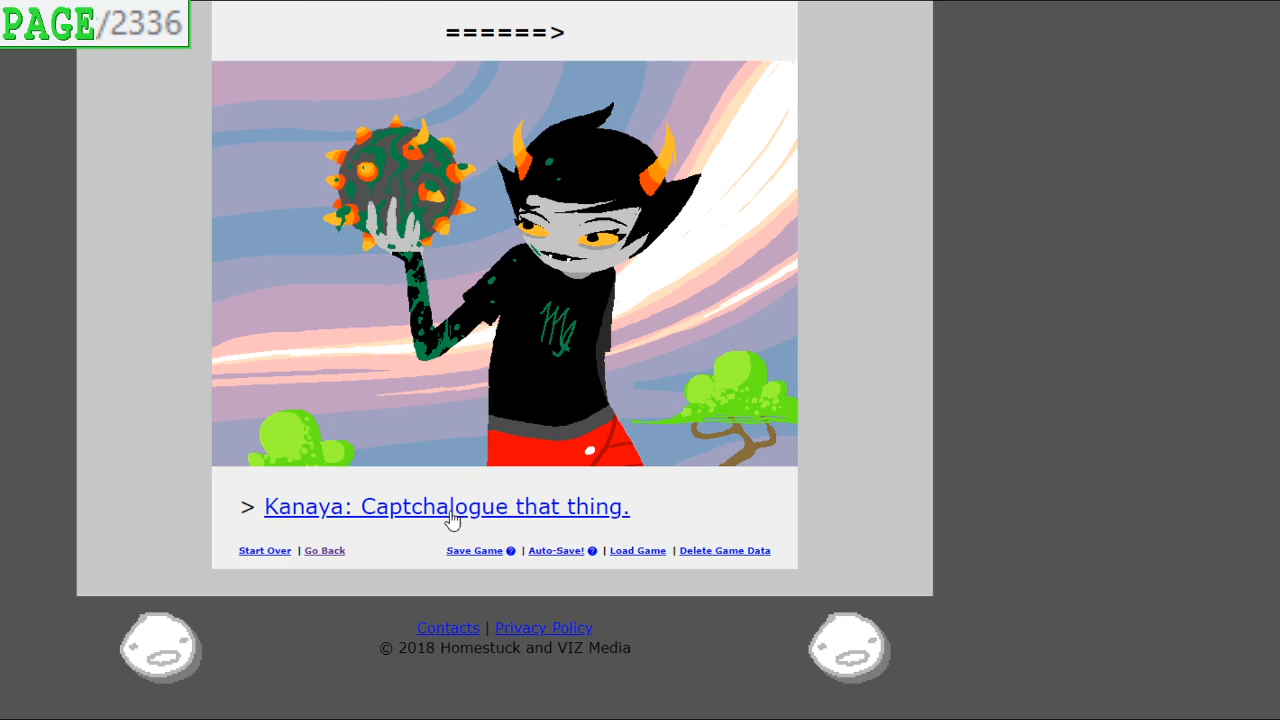 PAGE/2336
======>
> Kanaya: Captchalogue that thing.
Start Over | Go Back Save Game ? | Auto-Save! ? | Load Game | Delete Game Data
Contacts | Privacy Policy
© 2018 Homestuck and VIZ Media